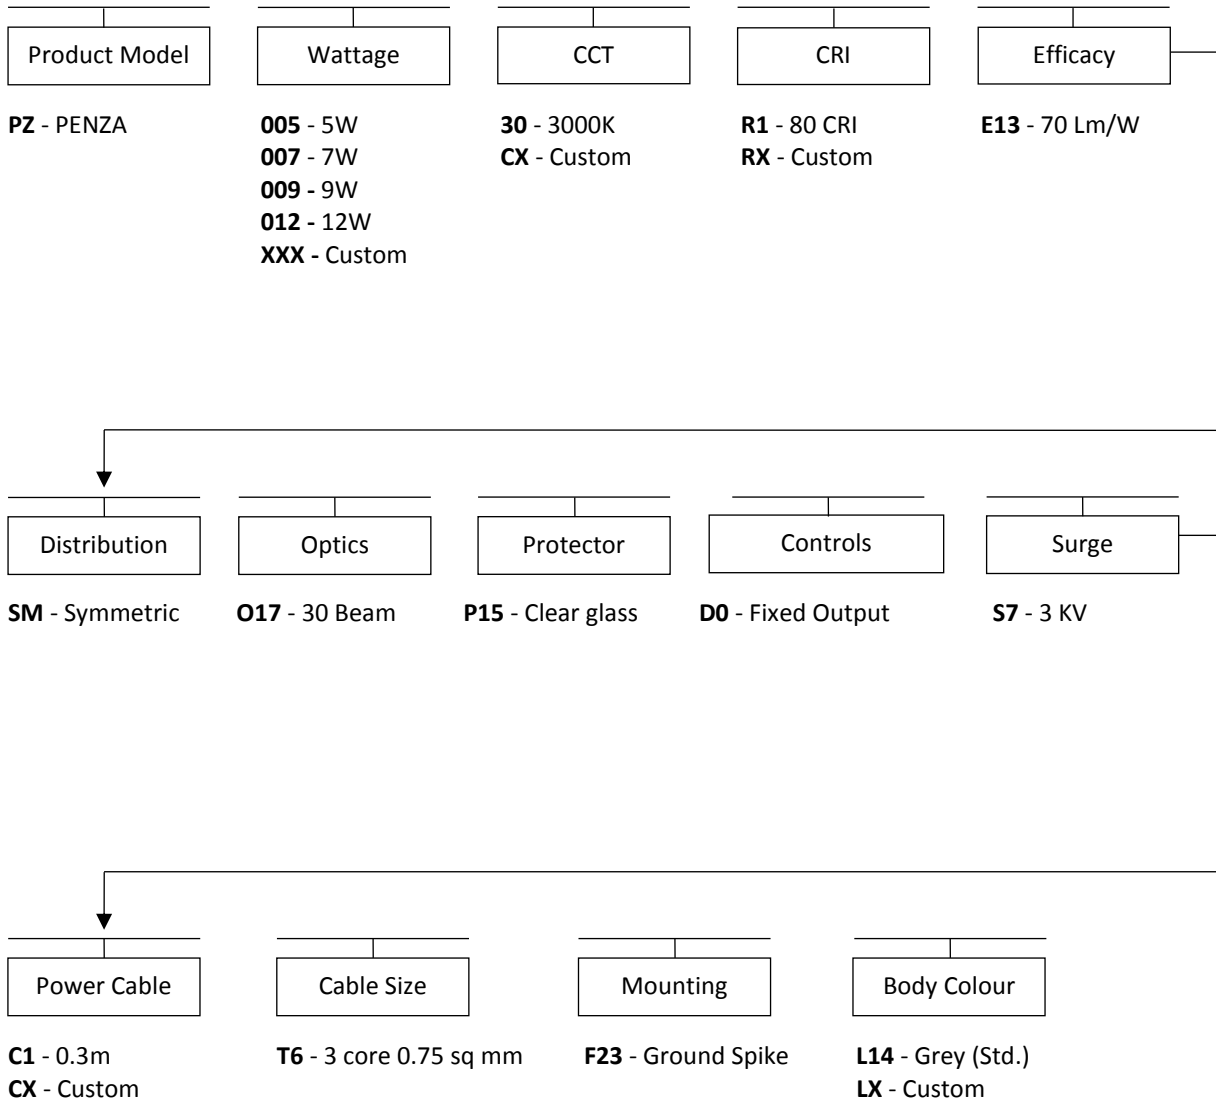 Product Model
Wattage
CCT
CRI
Efficacy
PZ - PENZA
005 - 5W
007 - 7W
009 - 9W
012 - 12W
XXX - Custom
30 - 3000K
CX - Custom
R1 - 80 CRI
RX - Custom
E13 - 70 Lm/W
Distribution
Optics
Protector
Controls
Surge
SM - Symmetric
O17 - 30 Beam
P15 - Clear glass
D0 - Fixed Output
S7 - 3 KV
Power Cable
Cable Size
Mounting
Body Colour
C1 - 0.3m
CX - Custom
T6 - 3 core 0.75 sq mm
F23 - Ground Spike
L14 - Grey (Std.)
LX - Custom